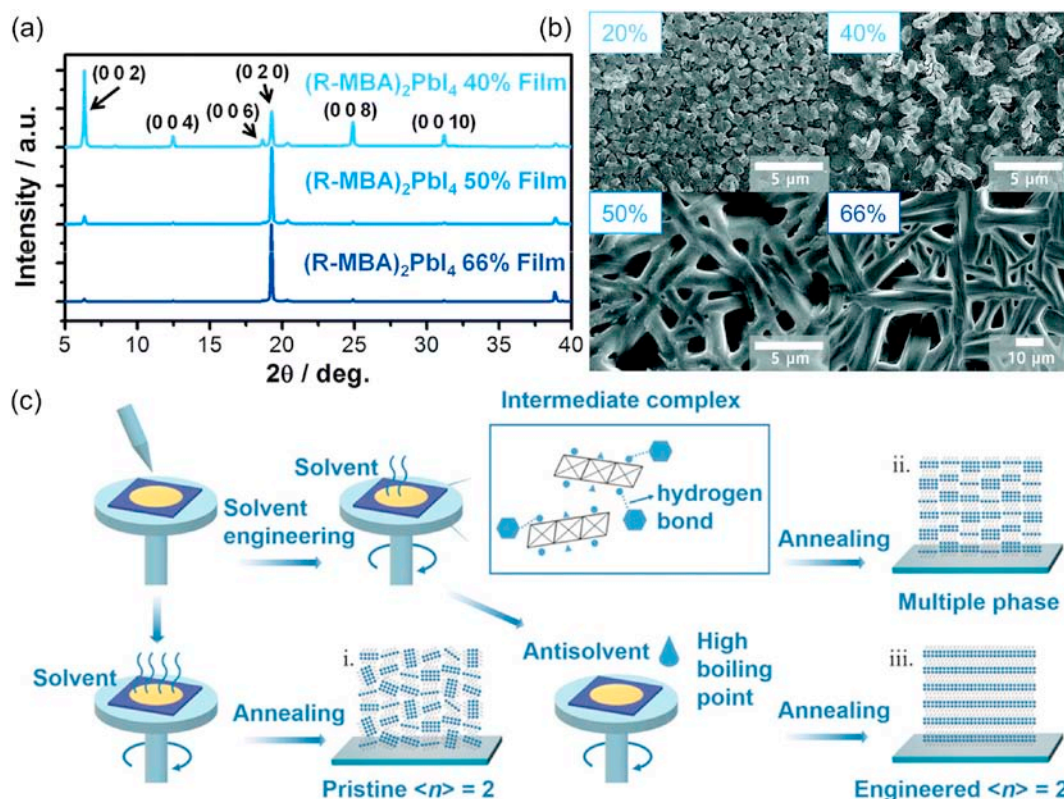 (a)
(0 0 2)
(0 2 0)
(R-MBA)₂PbI₄ 40% Film
(0 0 4)
(0 0 6)
(0 0 8)
(0 0 10)
(R-MBA)₂PbI₄ 50% Film
(R-MBA)₂PbI₄ 66% Film
Intensity / a.u.
5 10 15 20 25 30 35 40
2θ / deg.
(b)
20%
5 µm
40%
5 µm
50%
5 µm
66%
10 µm
(c)
Solvent
engineering
Solvent
Intermediate complex
hydrogen
bond
Annealing
ii.
Multiple phase
Solvent
Annealing
i.
Pristine <n> = 2
Antisolvent
High
boiling
point
Annealing
iii.
Engineered <n> = 2